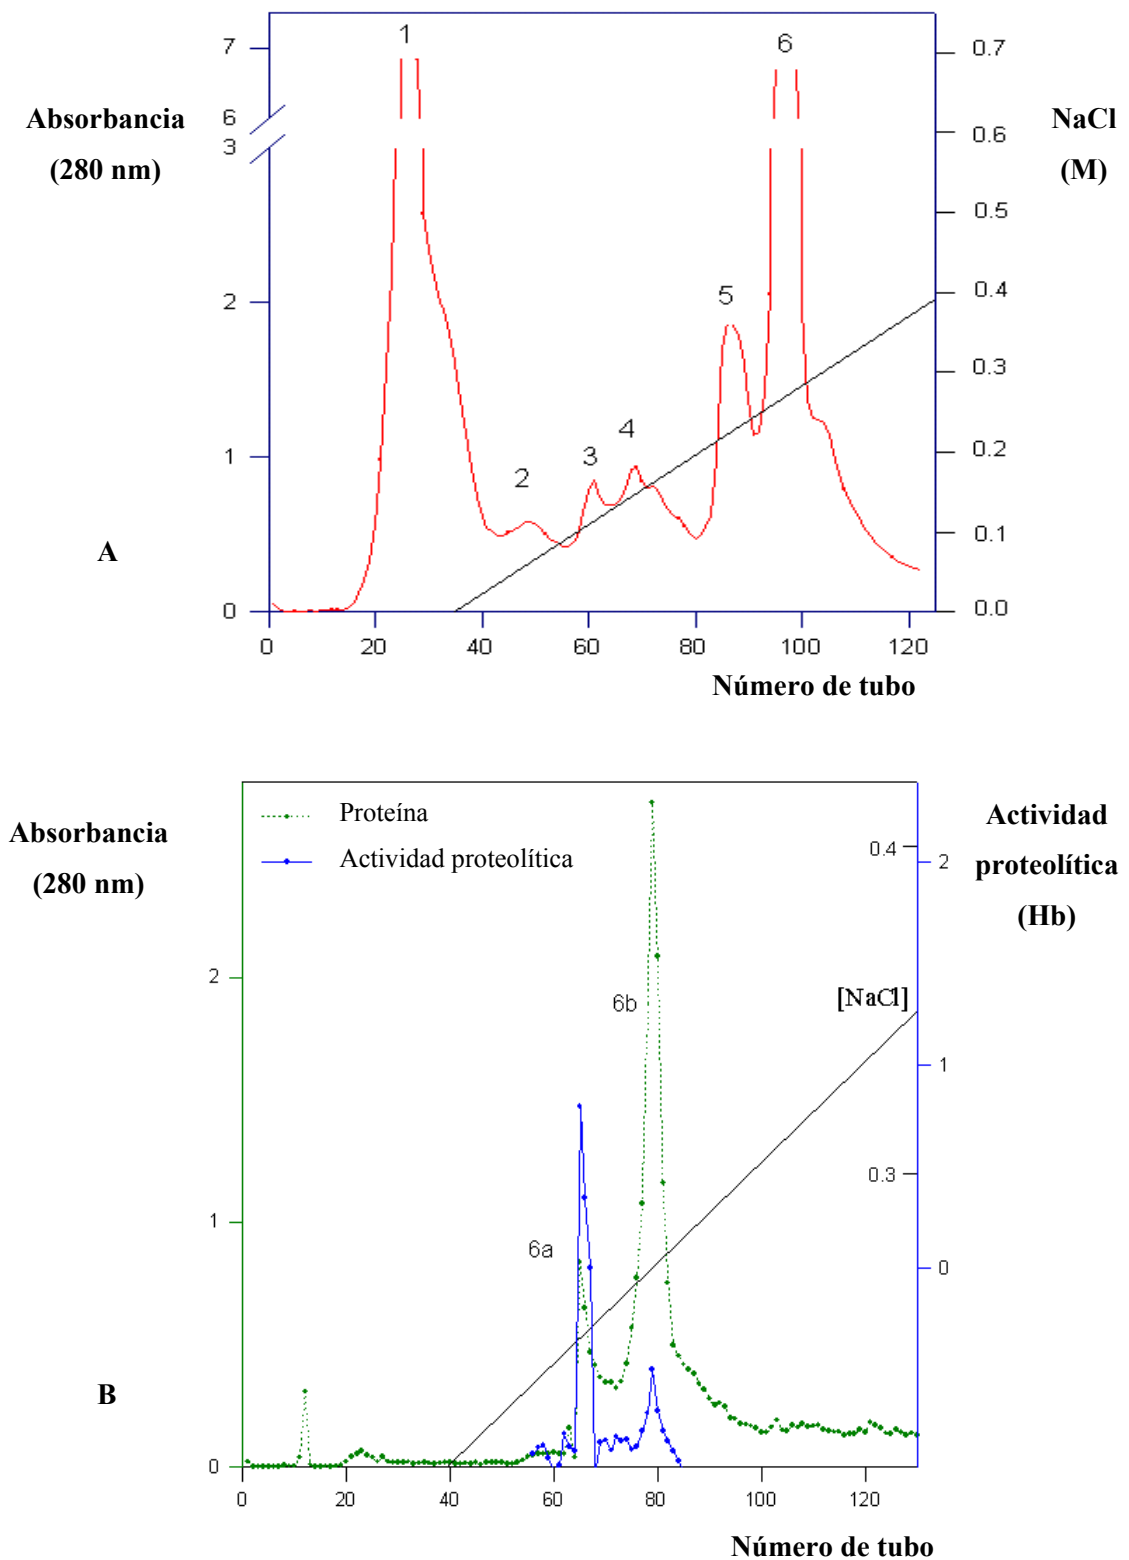 1
6
7
0.7
Absorbancia
6
0.6
NaCl
3
(280 nm)
(M)
0.5
2
5
0.4
0.3
4
3
1
2
0.2
A
0.1
0
0.0
0
20
40
60
80
100
120
Número de tubo
Proteína
Actividad
Absorbancia
Actividad proteolítica
0.4
2
proteolítica
(280 nm)
(Hb)
2
6b
[NaCl]
1
0.3
1
6a
0
B
0
0
20
40
60
80
100
120
Número de tubo